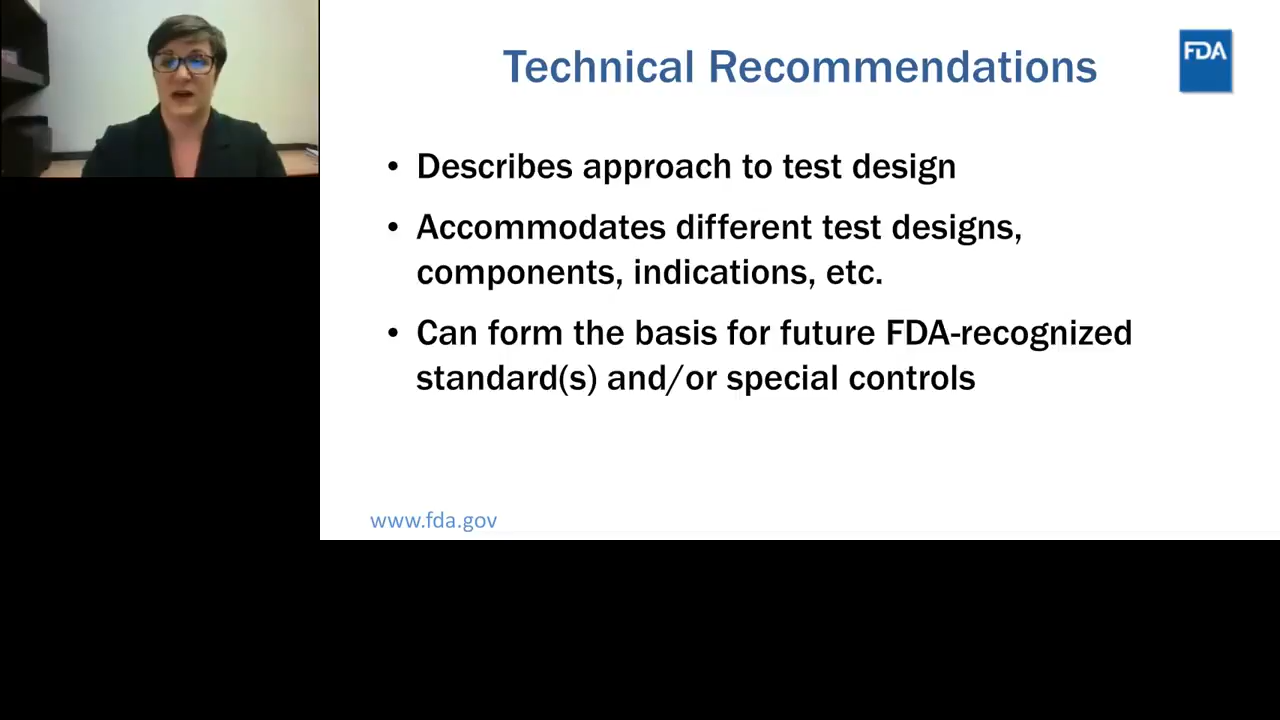 Technical Recommendations
FDA
• Describes approach to test design
• Accommodates different test designs,
components, indications, etc.
• Can form the basis for future FDA-recognized
standard(s) and/or special controls
www.fda.gov